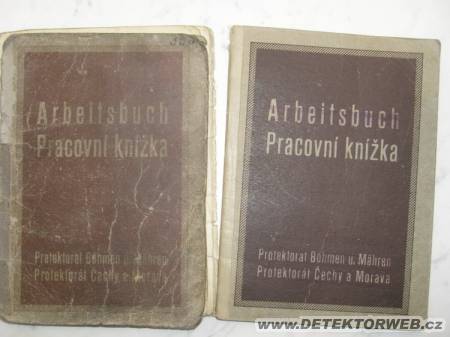 Arbeitsbuch
Pracovní knížka
Protektorat Böhmen u. Mähren
Protektorát Čechy a Morava
Arbeitsbuch
Pracovní knížka
Protektorat Böhmen u. Mähren
Protektorát Čechy a Morava
www.DETEKTORWEB.cz